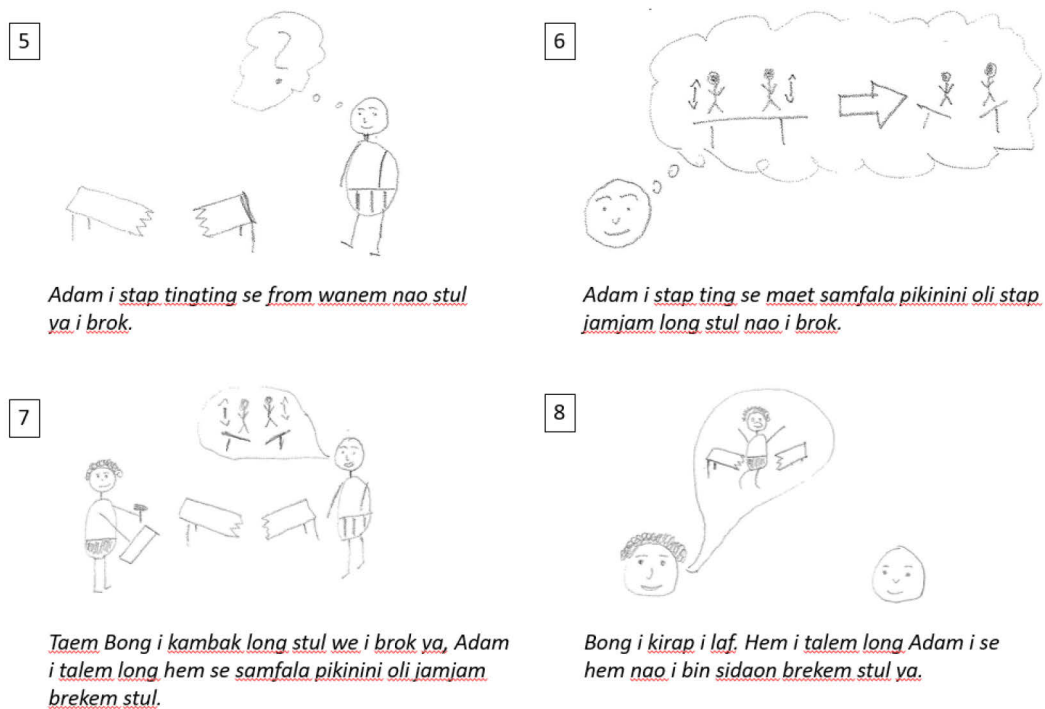 5
?
Adam i stap tingting se from wanem nao stul
ya i brok.
6
Adam i stap ting se maet samfala pikinini oli stap
jamjam long stul nao i brok.
7
Taem Bong i kambak long stul we i brok ya, Adam
i talem long hem se samfala pikinini oli jamjam
brekem stul.
8
Bong i kirap i laf. Hem i talem long Adam i se
hem nao i bin sidaon brekem stul ya.